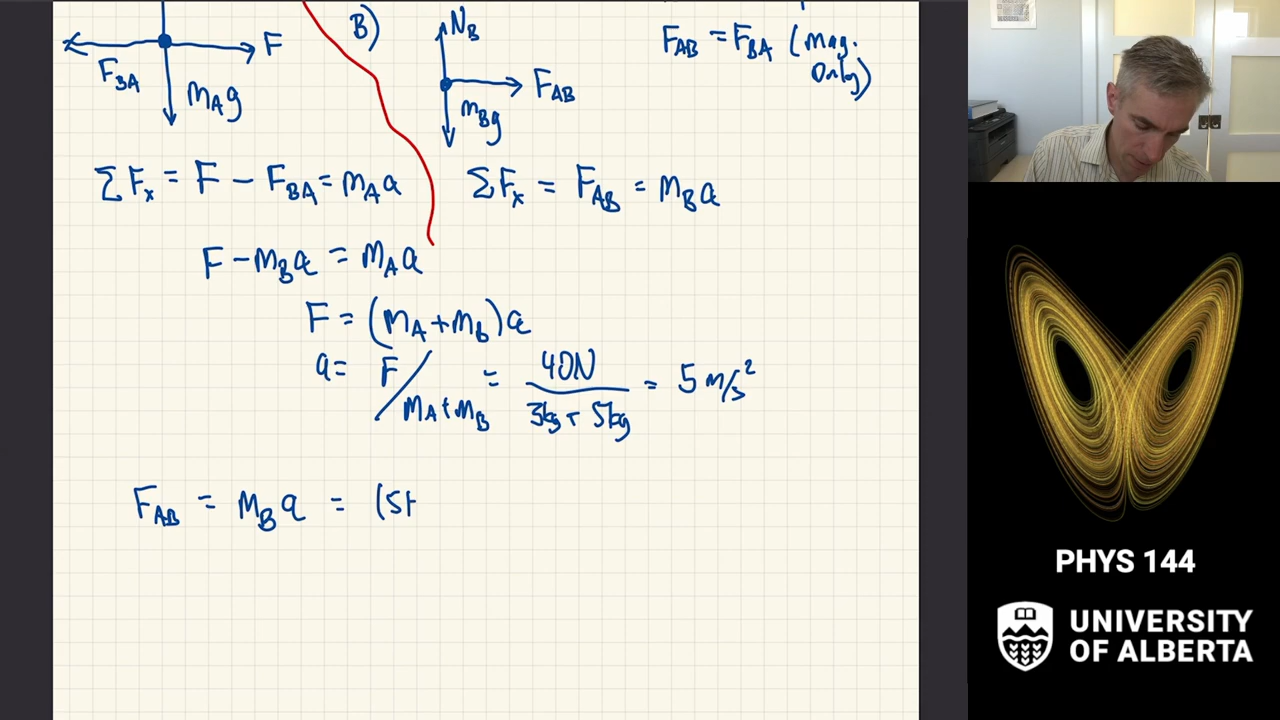 F_BA
F
m_A g
B)
N_B
F_AB
m_B g
F_AB = F_BA (mag.
only)
ΣF_x = F − F_BA = m_A a
ΣF_x = F_AB = m_B a
F − m_B a = m_A a
F = (m_A + m_B) a
a = F / m_A + m_B = 40N / 3kg + 5kg = 5 m/s²
F_AB = m_B a = (5
PHYS 144
UNIVERSITY
OF ALBERTA